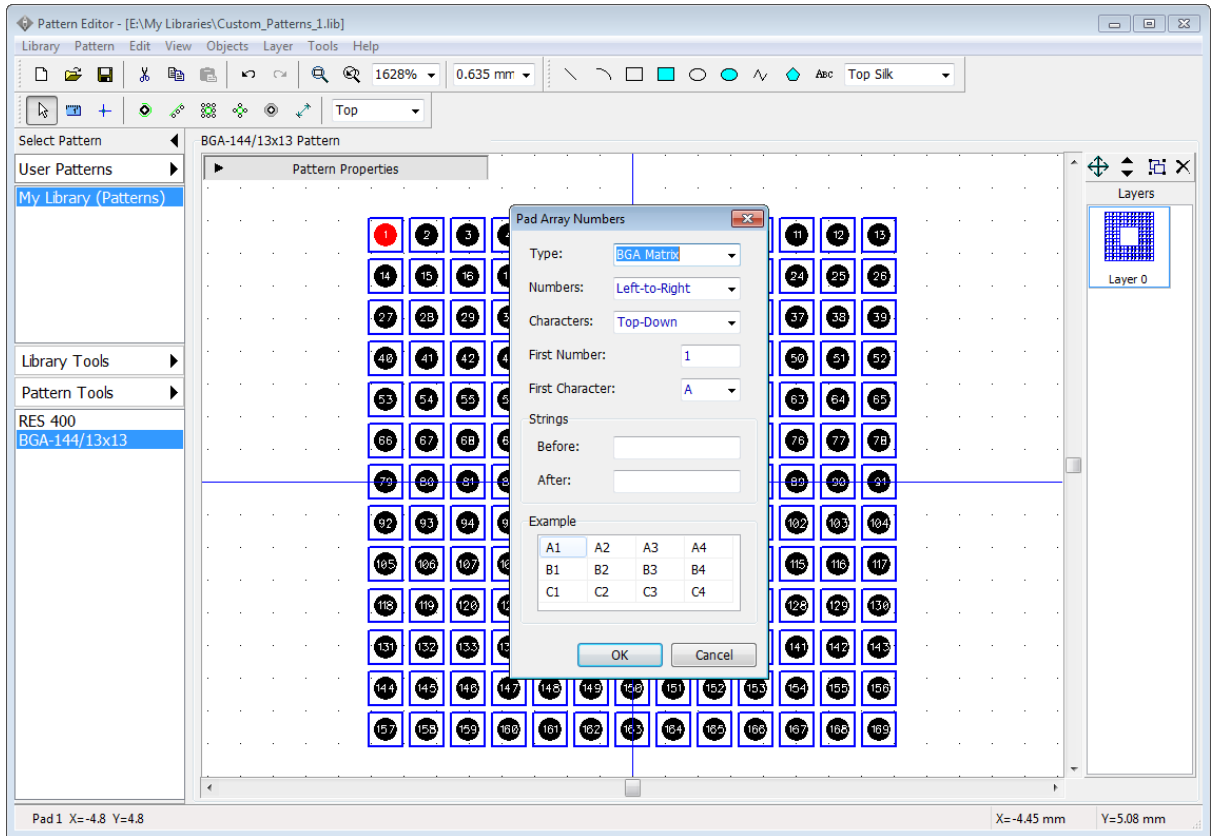 Pattern Editor - [E:\My Libraries\Custom_Patterns_1.lib]
Library Pattern Edit View Objects Layer Tools Help
1628% 0.635 mm ABC Top Silk
Top
Select Pattern BGA-144/13x13 Pattern
User Patterns Pattern Properties
My Library (Patterns)
Layers
Layer 0
Library Tools
Pattern Tools
RES 400
BGA-144/13x13
Pad Array Numbers
Type: BGA Matrix
Numbers: Left-to-Right
Characters: Top-Down
First Number: 1
First Character: A
Strings
Before:
After:
Example
A1 A2 A3 A4
B1 B2 B3 B4
C1 C2 C3 C4
OK Cancel
1 2 3 11 12 13
14 15 16 24 25 26
27 28 29 37 38 39
40 41 42 50 51 52
53 54 55 63 64 65
66 67 68 76 77 78
79 80 81 89 90 91
92 93 94 102 103 104
105 106 107 115 116 117
118 119 120 128 129 130
131 132 133 141 142 143
144 145 146 147 148 149 150 151 152 153 154 155 156
157 158 159 160 161 162 163 164 165 166 167 168 169
Pad 1 X=-4.8 Y=4.8 X=-4.45 mm Y=5.08 mm